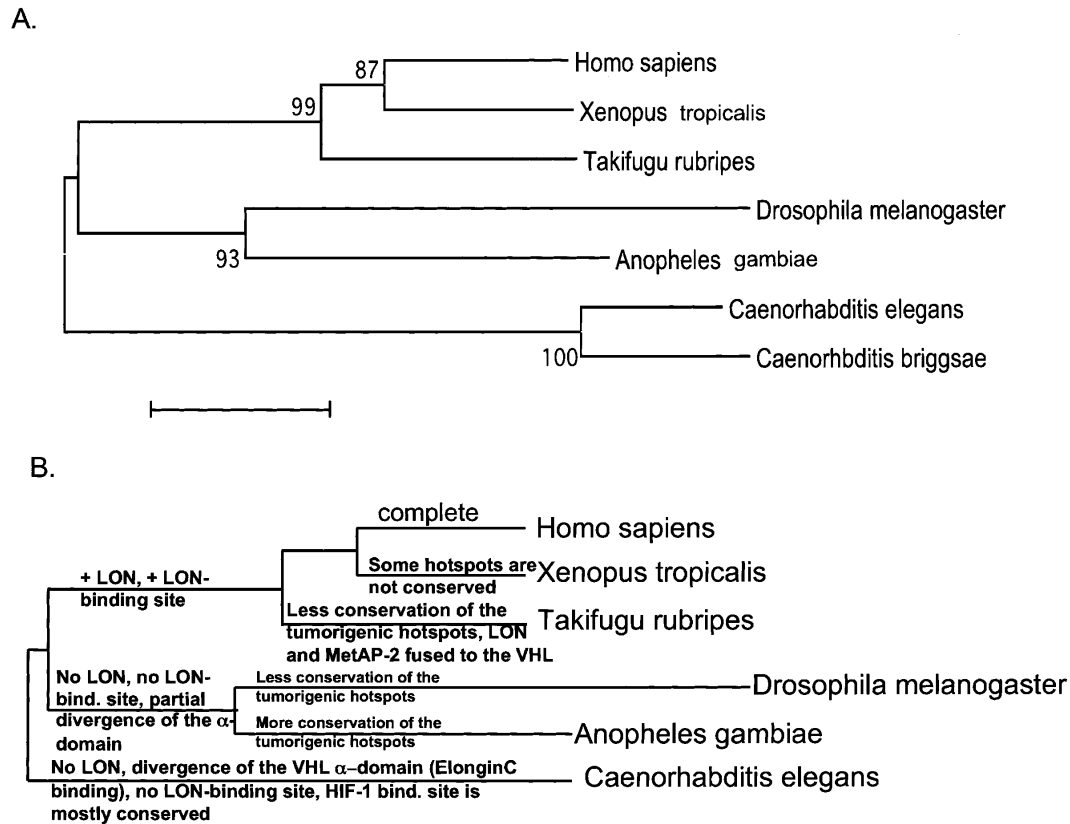 A.
87
Homo sapiens
99
Xenopus tropicalis
Takifugu rubripes
Drosophila melanogaster
93
Anopheles gambiae
Caenorhabditis elegans
100
Caenorhbditis briggsae
B.
complete
Homo sapiens
Some hotspots are
not conserved
Xenopus tropicalis
+ LON, + LON-
binding site
Less conservation of the
tumorigenic hotspots, LON
and MetAP-2 fused to the VHL
Takifugu rubripes
No LON, no LON-
bind. site, partial
divergence of the α-
domain
Less conservation of the
tumorigenic hotspots
Drosophila melanogaster
More conservation of the
tumorigenic hotspots
Anopheles gambiae
No LON, divergence of the VHL α–domain (ElonginC
binding), no LON-binding site, HIF-1 bind. site is
mostly conserved
Caenorhabditis elegans